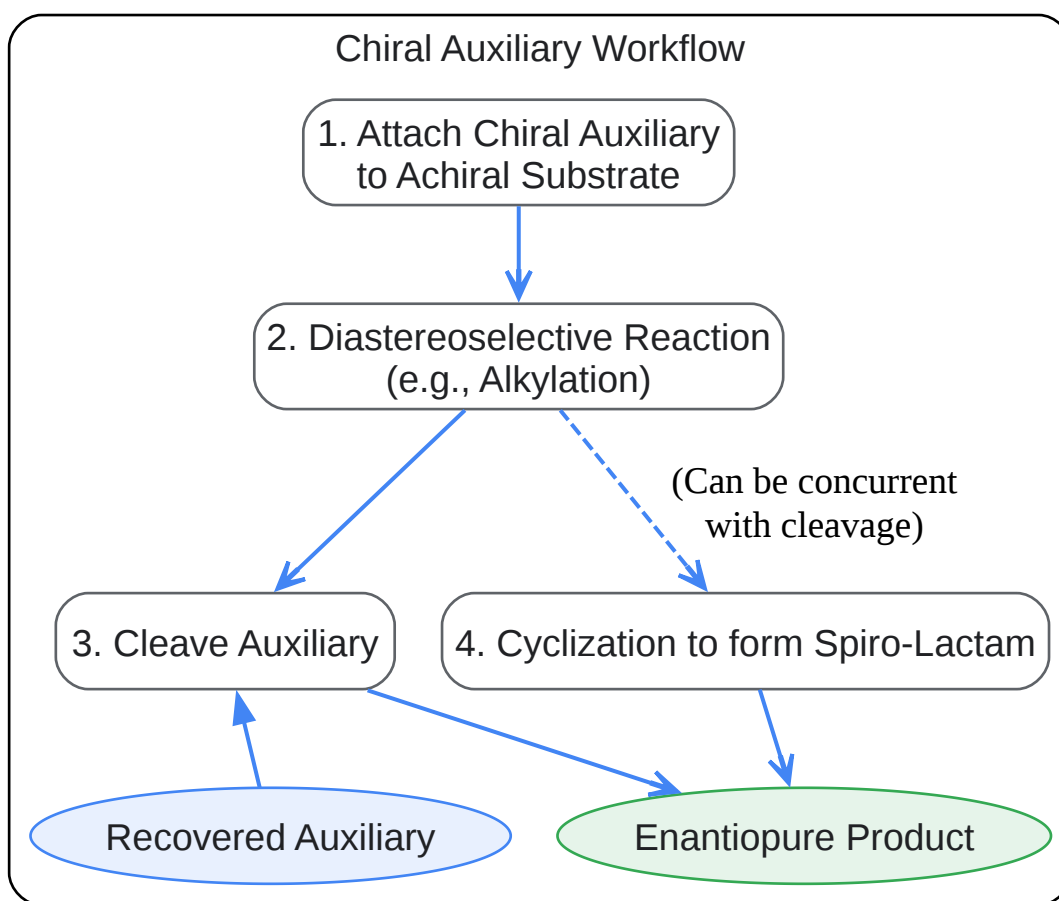 Chiral Auxiliary Workflow
1. Attach Chiral Auxiliary
to Achiral Substrate
2. Diastereoselective Reaction
(e.g., Alkylation)
(Can be concurrent
with cleavage)
3. Cleave Auxiliary
4. Cyclization to form Spiro-Lactam
Recovered Auxiliary
Enantiopure Product